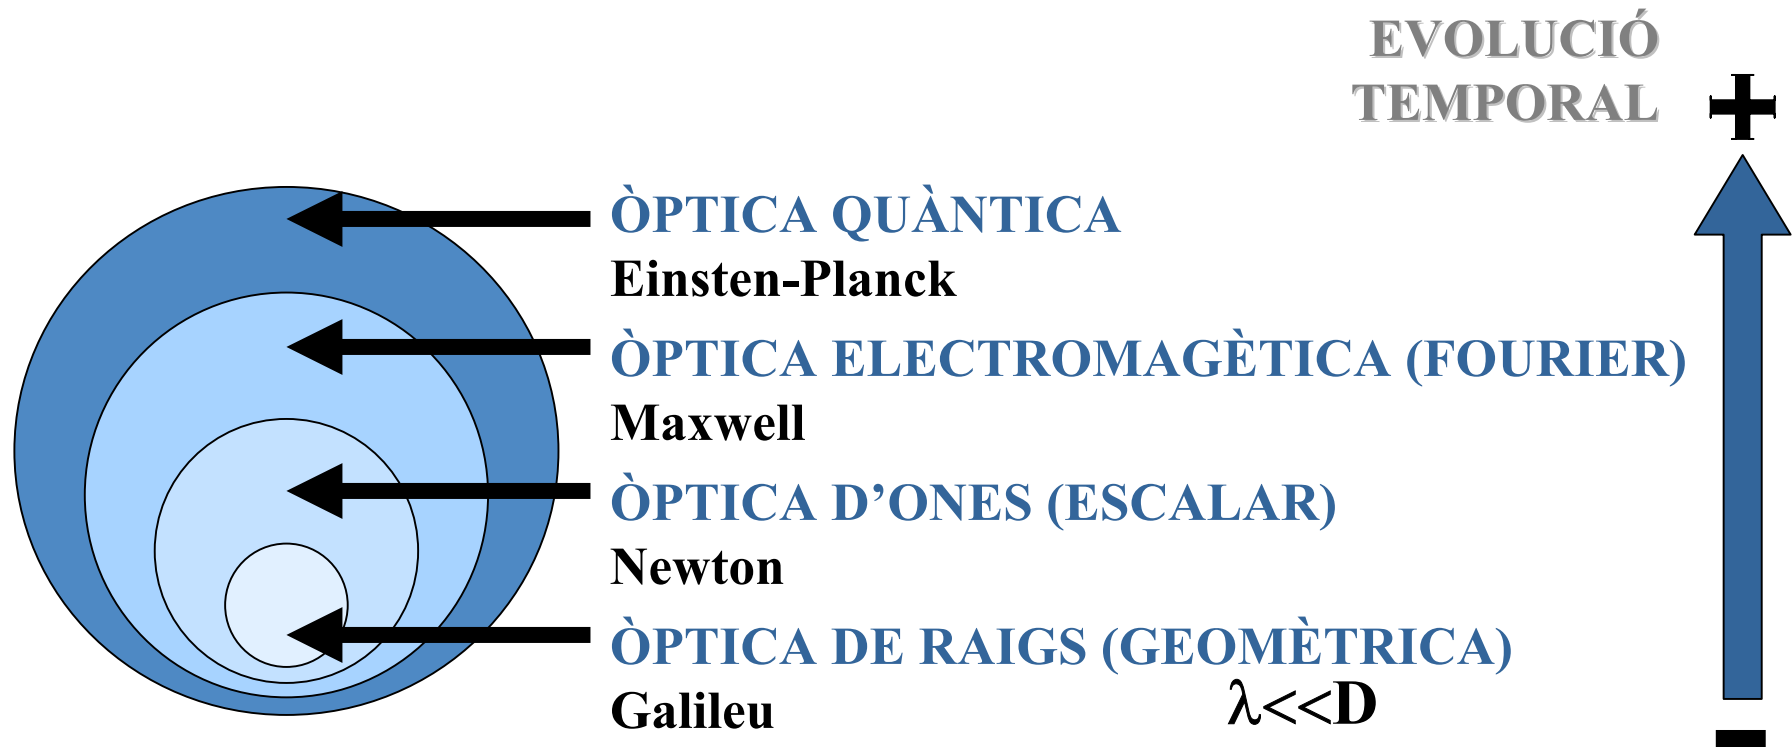 EVOLUCIÓ
TEMPORAL
+
ÒPTICA QUÀNTICA
Einsten-Planck
ÒPTICA ELECTROMAGÈTICA (FOURIER)
Maxwell
ÒPTICA D’ONES (ESCALAR)
Newton
ÒPTICA DE RAIGS (GEOMÈTRICA)
Galileu
λ<<D
-